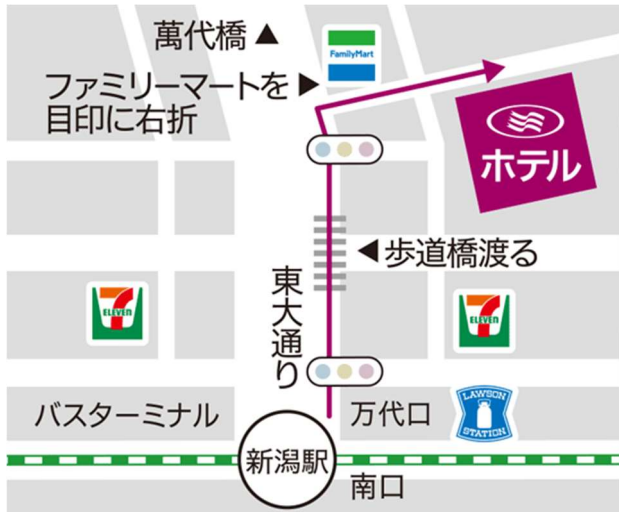 萬代橋▲
FamilyMart
ファミリーマートを▶
目印に右折
ホテル
◀歩道橋渡る
東大通り
7
ELEVEN
7
ELEVEN
バスターミナル
万代口
LAWSON
STATION
新潟駅
南口